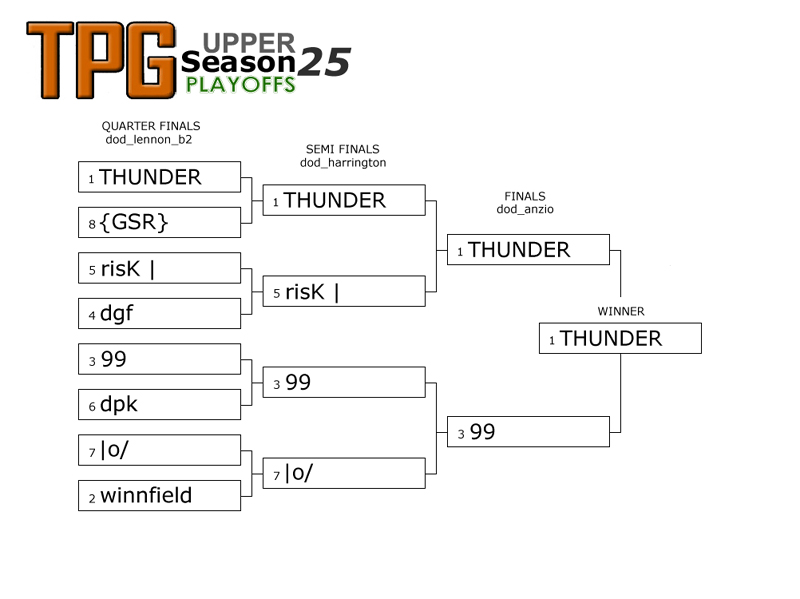 TPG UPPER
Season 25
PLAYOFFS
QUARTER FINALS
dod_lennon_b2
1 THUNDER
8 {GSR}
5 risK |
4 dgf
3 99
6 dpk
7 |o/
2 winnfield
SEMI FINALS
dod_harrington
1 THUNDER
5 risK |
3 99
7 |o/
FINALS
dod_anzio
1 THUNDER
3 99
WINNER
1 THUNDER